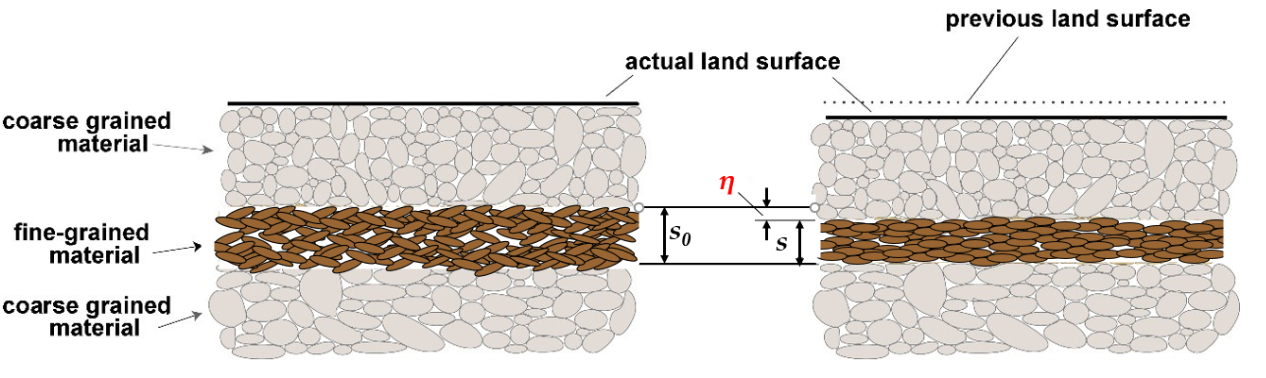 previous land surface
actual land surface
coarse grained
material
η
fine-grained
material
s₀
s
coarse grained
material